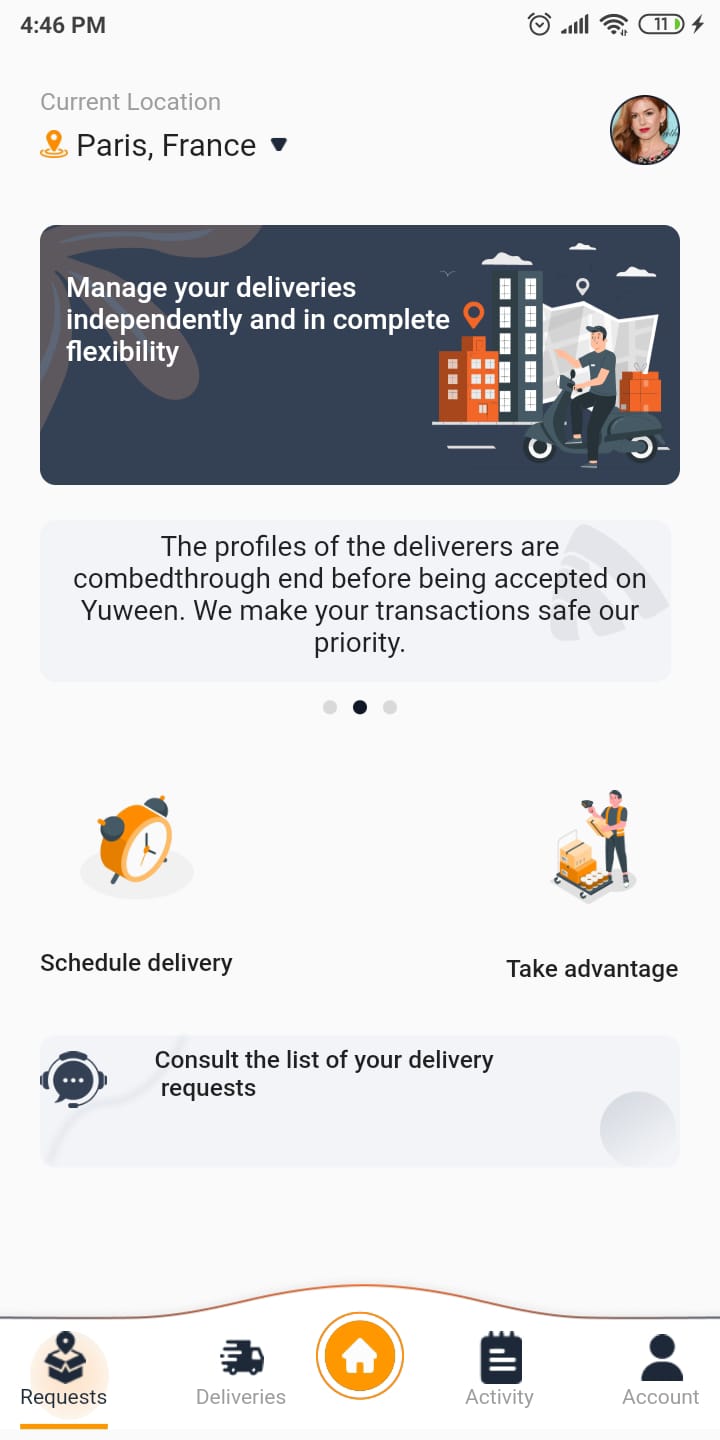 4:46 PM
11
Current Location
Paris, France
Manage your deliveries
independently and in complete
flexibility
The profiles of the deliverers are
combedthrough end before being accepted on
Yuween. We make your transactions safe our
priority.
Schedule delivery
Take advantage
Consult the list of your delivery
requests
Requests
Deliveries
Activity
Account